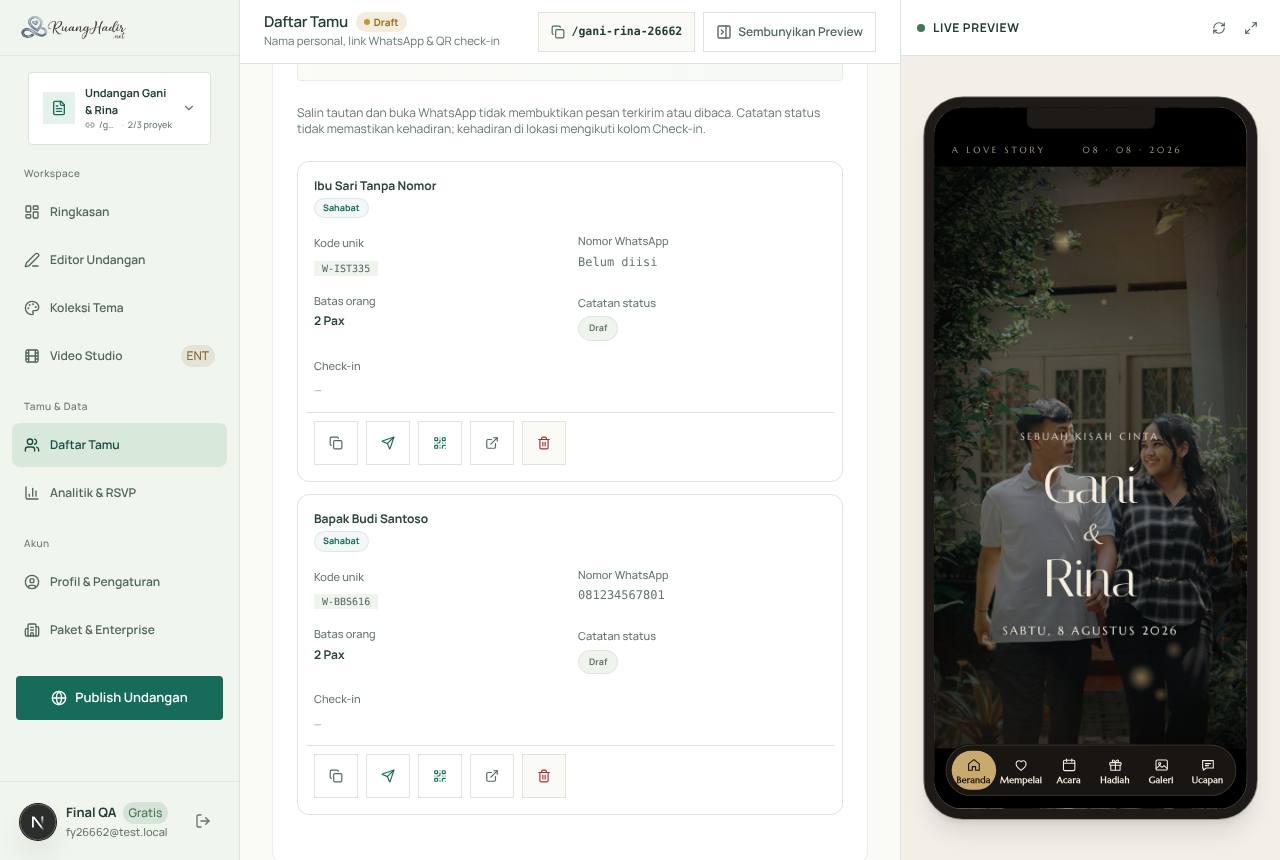 RuangHadir
.net
Undangan Gani
& Rina
/g... · 2/3 proyek
Workspace
Ringkasan
Editor Undangan
Koleksi Tema
Video Studio ENT
Tamu & Data
Daftar Tamu
Analitik & RSVP
Akun
Profil & Pengaturan
Paket & Enterprise
Publish Undangan
N
Final QA Gratis
fy26662@test.local
Daftar Tamu Draft
Nama personal, link WhatsApp & QR check-in
/gani-rina-26662
Sembunyikan Preview
Salin tautan dan buka WhatsApp tidak membuktikan pesan terkirim atau dibaca. Catatan status
tidak memastikan kehadiran; kehadiran di lokasi mengikuti kolom Check-in.
Ibu Sari Tanpa Nomor
Sahabat
Kode unik
W-IST335
Nomor WhatsApp
Belum diisi
Batas orang
2 Pax
Catatan status
Draf
Check-in
—
Bapak Budi Santoso
Sahabat
Kode unik
W-BBS616
Nomor WhatsApp
081234567801
Batas orang
2 Pax
Catatan status
Draf
Check-in
—
LIVE PREVIEW
A LOVE STORY 08 · 08 · 2026
SEBUAH KISAH CINTA
Gani
&
Rina
SABTU, 8 AGUSTUS 2026
Beranda Mempelai Acara Hadiah Galeri Ucapan